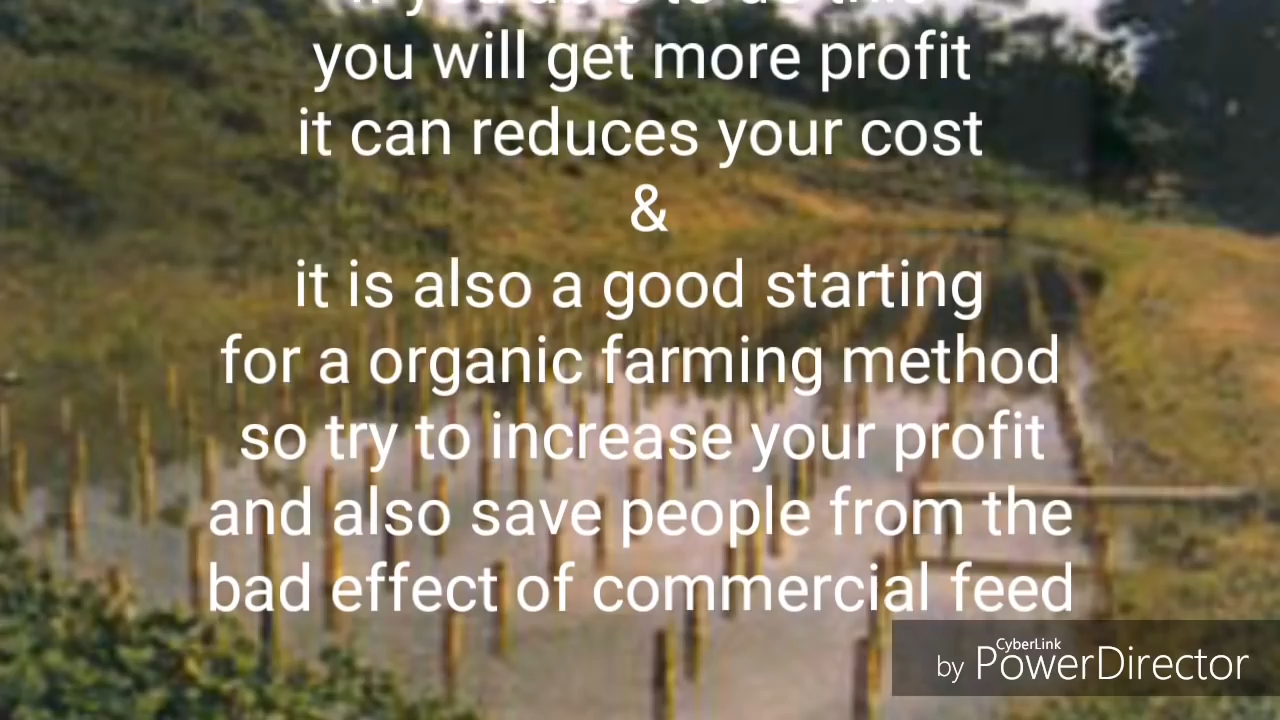 you will get more profit
it can reduces your cost
&
it is also a good starting
for a organic farming method
so try to increase your profit
and also save people from the
bad effect of commercial feed
by CyberLink PowerDirector